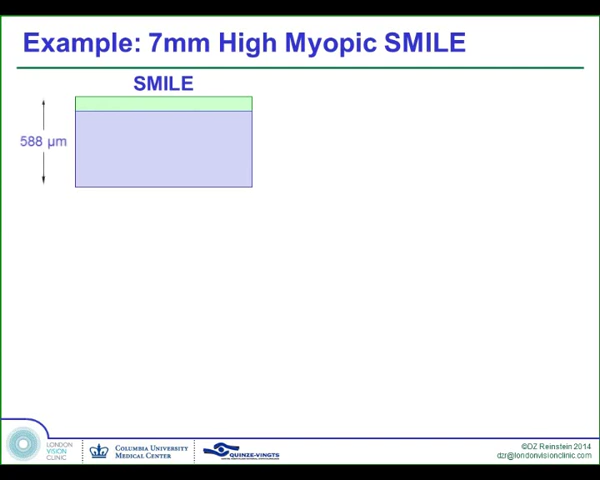 Example: 7mm High Myopic SMILE
SMILE
588 µm
LONDON
VISION
CLINIC
COLUMBIA UNIVERSITY
MEDICAL CENTER
QUINZE-VINGTS
©DZ Reinstein 2014
dzr@londonvisionclinic.com